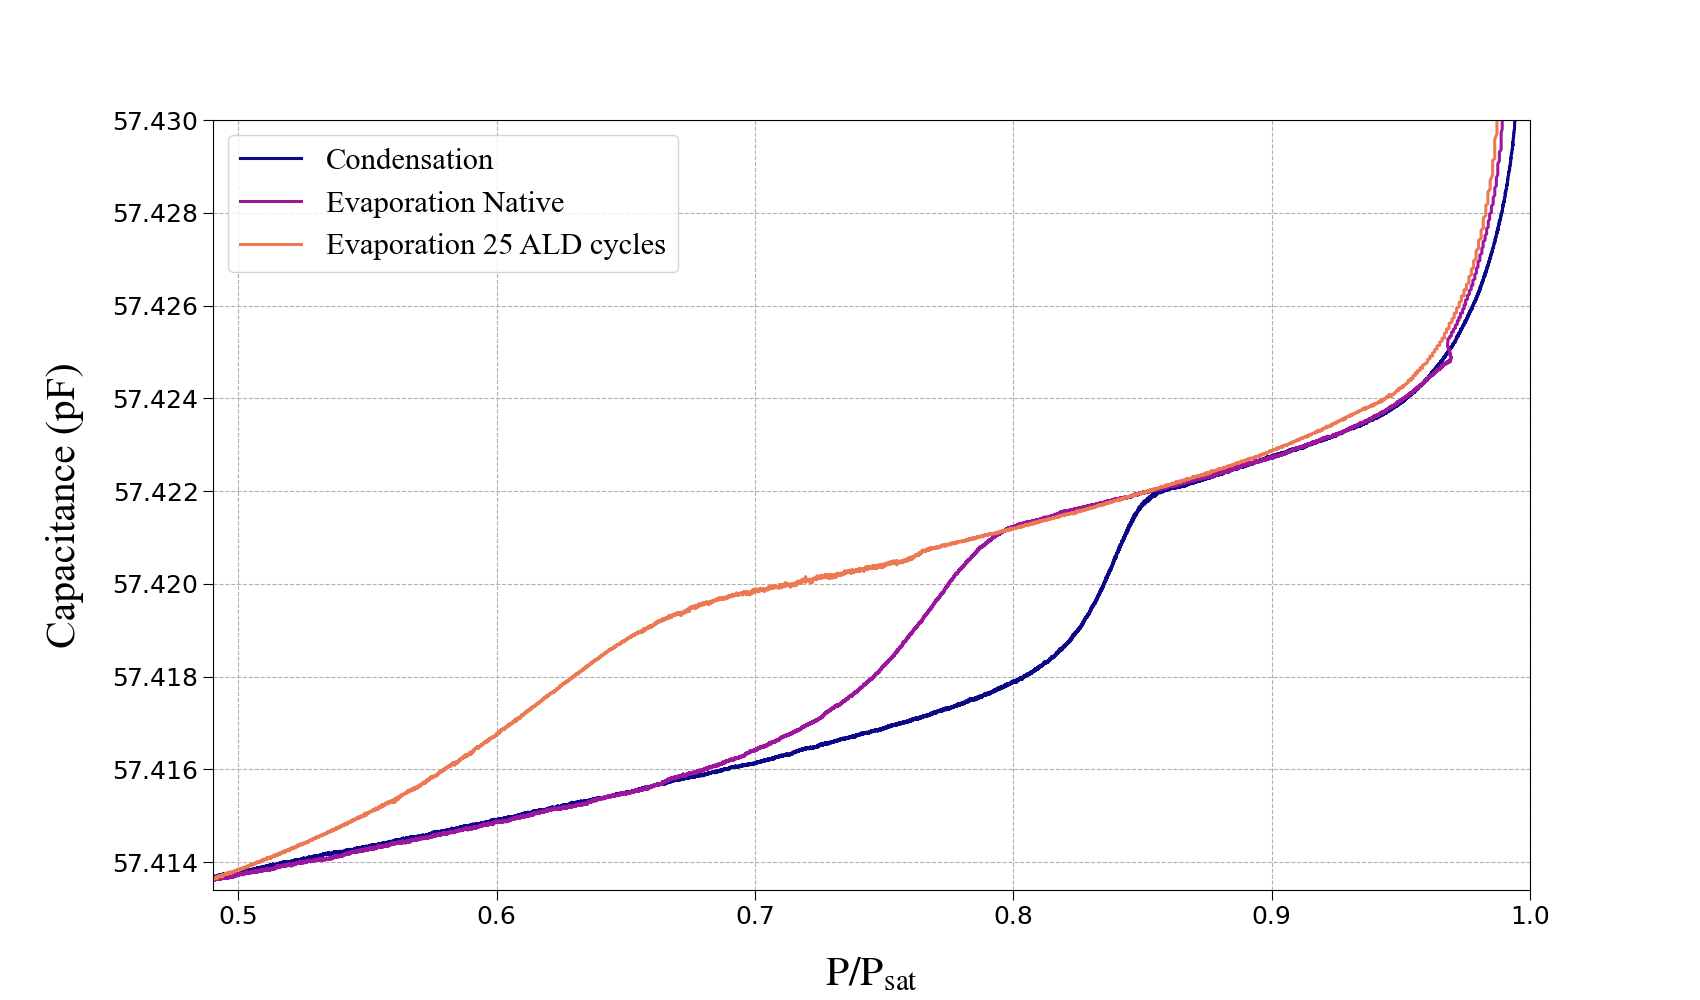 57.430
57.428
57.426
57.424
57.422
57.420
57.418
57.416
57.414
Capacitance (pF)
Condensation
Evaporation Native
Evaporation 25 ALD cycles
0.5 0.6 0.7 0.8 0.9 1.0
P/Psat